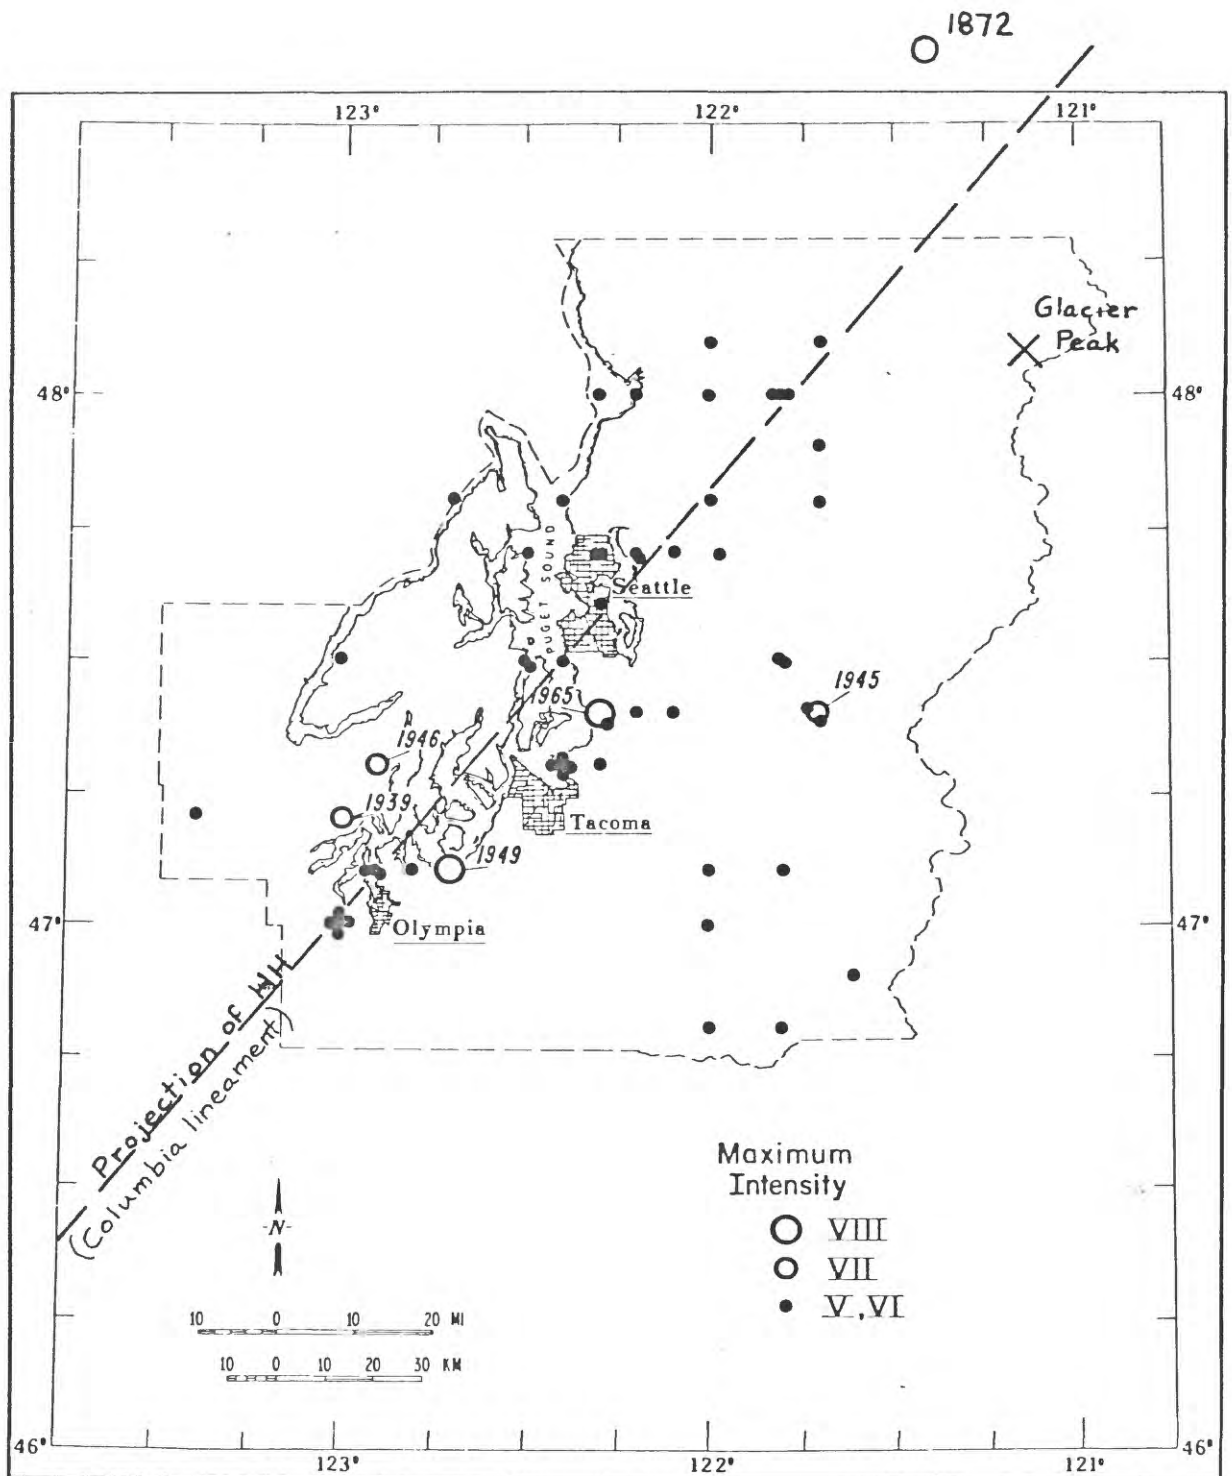 1872
123°
122°
121°
Glacier
Peak
48°
48°
PUGET SOUND
Seattle
1965
1945
1946
1939
Tacoma
1949
47°
Olympia
47°
Projection of WH
(Columbia lineament)
Maximum
Intensity
VIII
VII
V, VI
-N-
10 0 10 20 MI
10 0 10 20 30 KM
46°
46°
123°
122°
121°